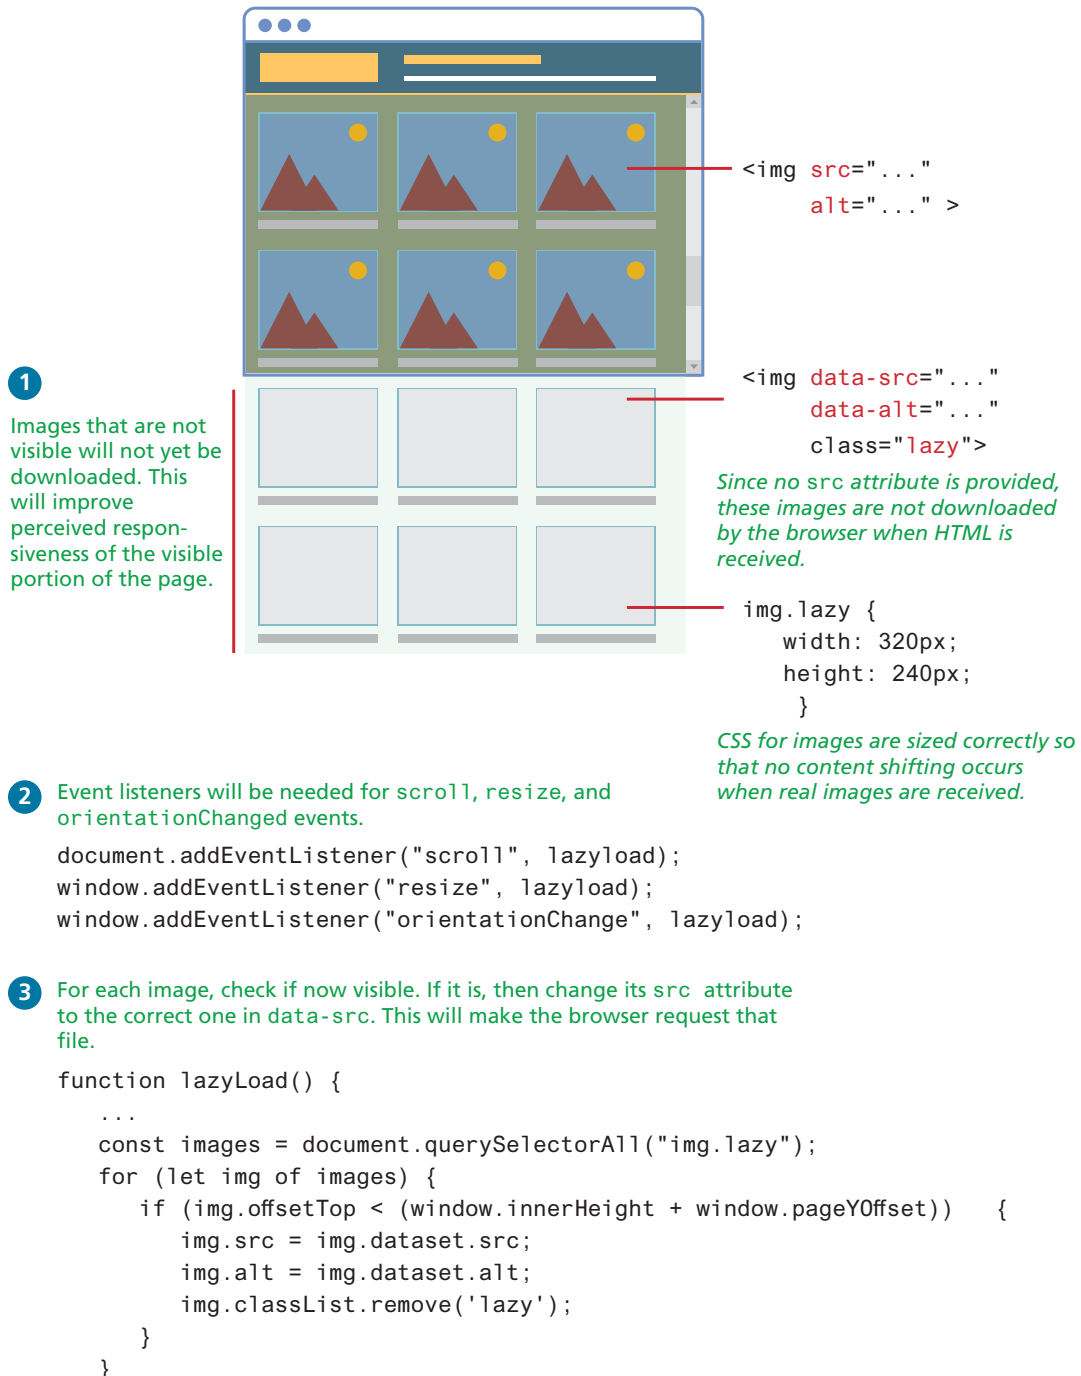 <img src="..."
alt="..." >
1
Images that are not
visible will not yet be
downloaded. This
will improve
perceived respon-
siveness of the visible
portion of the page.
<img data-src="..."
data-alt="..."
class="lazy">
Since no src attribute is provided,
these images are not downloaded
by the browser when HTML is
received.
img.lazy {
width: 320px;
height: 240px;
}
CSS for images are sized correctly so
that no content shifting occurs
when real images are received.
2 Event listeners will be needed for scroll, resize, and
orientationChanged events.
document.addEventListener("scroll", lazyload);
window.addEventListener("resize", lazyload);
window.addEventListener("orientationChange", lazyload);
3 For each image, check if now visible. If it is, then change its src attribute
to the correct one in data-src. This will make the browser request that
file.
function lazyLoad() {
...
const images = document.querySelectorAll("img.lazy");
for (let img of images) {
if (img.offsetTop < (window.innerHeight + window.pageYOffset)) {
img.src = img.dataset.src;
img.alt = img.dataset.alt;
img.classList.remove('lazy');
}
}